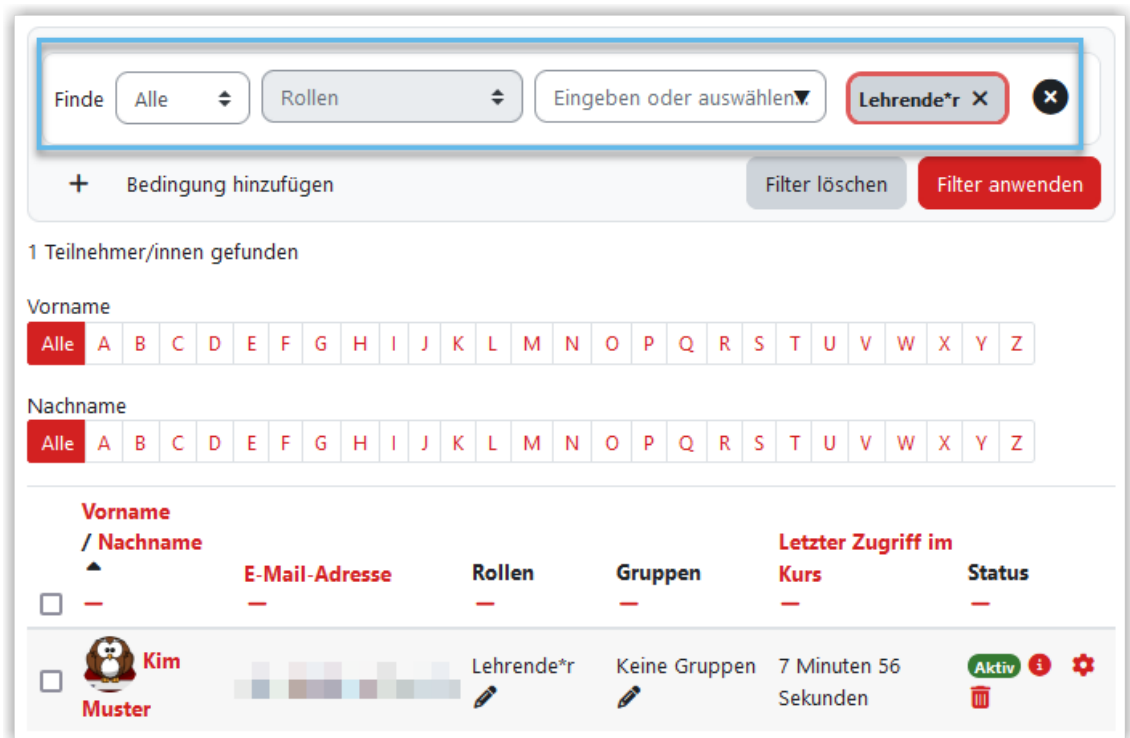 Finde Alle Rollen Eingeben oder auswählen... Lehrende*r ×
+ Bedingung hinzufügen Filter löschen Filter anwenden
1 Teilnehmer/innen gefunden
Vorname
Alle A B C D E F G H I J K L M N O P Q R S T U V W X Y Z
Nachname
Alle A B C D E F G H I J K L M N O P Q R S T U V W X Y Z
Vorname
/ Nachname
E-Mail-Adresse
Rollen
Gruppen
Letzter Zugriff im
Kurs
Status
Kim
Muster
Lehrende*r
Keine Gruppen
7 Minuten 56
Sekunden
Aktiv